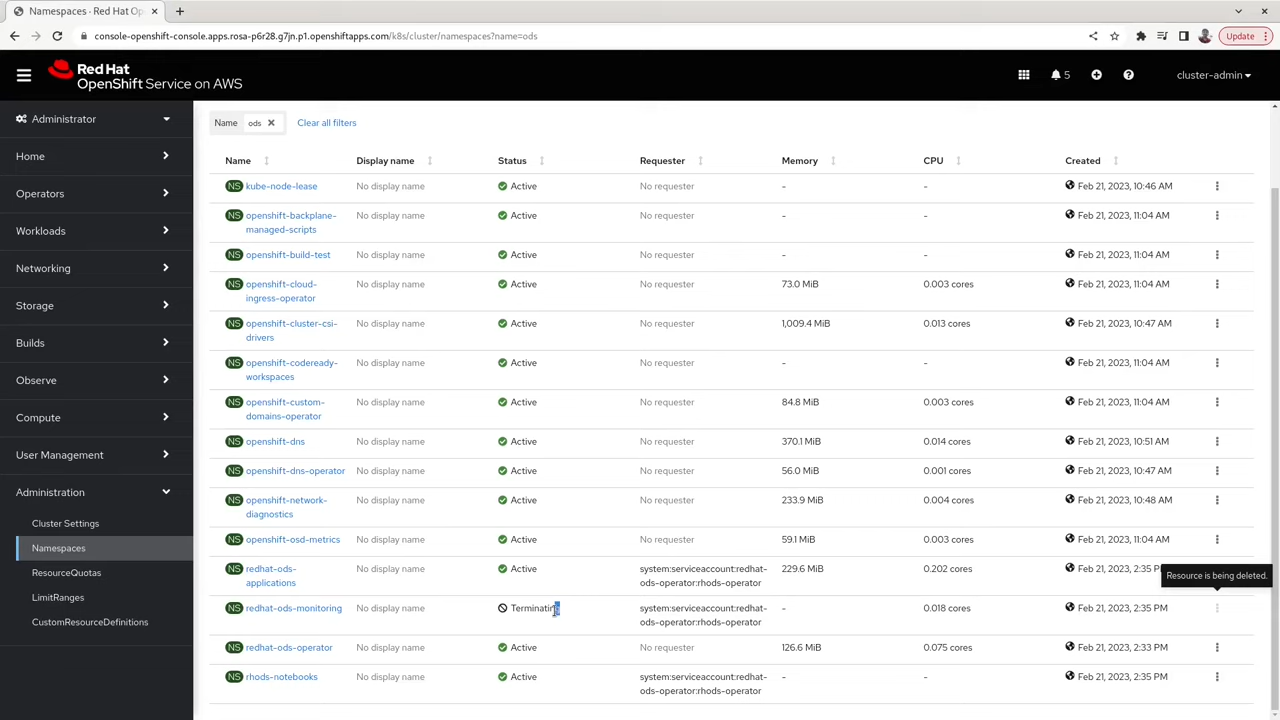 Namespaces · Red Hat Op
console-openshift-console.apps.rosa-p6r28.g7jn.p1.openshiftapps.com/k8s/cluster/namespaces?name=ods
Update
Red Hat
OpenShift Service on AWS
5
cluster-admin
Administrator
Home
Operators
Workloads
Networking
Storage
Builds
Observe
Compute
User Management
Administration
Cluster Settings
Namespaces
ResourceQuotas
LimitRanges
CustomResourceDefinitions
Name ods Clear all filters
Name Display name Status Requester Memory CPU Created
NS kube-node-lease No display name Active No requester - - Feb 21, 2023, 10:46 AM
NS openshift-backplane- No display name Active No requester - - Feb 21, 2023, 11:04 AM
managed-scripts
NS openshift-build-test No display name Active No requester - - Feb 21, 2023, 11:04 AM
NS openshift-cloud- No display name Active No requester 73.0 MiB 0.003 cores Feb 21, 2023, 11:04 AM
ingress-operator
NS openshift-cluster-csi- No display name Active No requester 1,009.4 MiB 0.013 cores Feb 21, 2023, 10:47 AM
drivers
NS openshift-codeready- No display name Active No requester - - Feb 21, 2023, 11:04 AM
workspaces
NS openshift-custom- No display name Active No requester 84.8 MiB 0.003 cores Feb 21, 2023, 11:04 AM
domains-operator
NS openshift-dns No display name Active No requester 370.1 MiB 0.014 cores Feb 21, 2023, 10:51 AM
NS openshift-dns-operator No display name Active No requester 56.0 MiB 0.001 cores Feb 21, 2023, 10:47 AM
NS openshift-network- No display name Active No requester 233.9 MiB 0.004 cores Feb 21, 2023, 10:48 AM
diagnostics
NS openshift-osd-metrics No display name Active No requester 59.1 MiB 0.003 cores Feb 21, 2023, 11:04 AM
NS redhat-ods- No display name Active system:serviceaccount:redhat- 229.6 MiB 0.202 cores Feb 21, 2023, 2:35 P
applications ods-operator:rhods-operator
Resource is being deleted.
NS redhat-ods-monitoring No display name Terminating system:serviceaccount:redhat- - 0.018 cores Feb 21, 2023, 2:35 PM
ods-operator:rhods-operator
NS redhat-ods-operator No display name Active No requester 126.6 MiB 0.075 cores Feb 21, 2023, 2:33 PM
NS rhods-notebooks No display name Active system:serviceaccount:redhat- - - Feb 21, 2023, 2:35 PM
ods-operator:rhods-operator